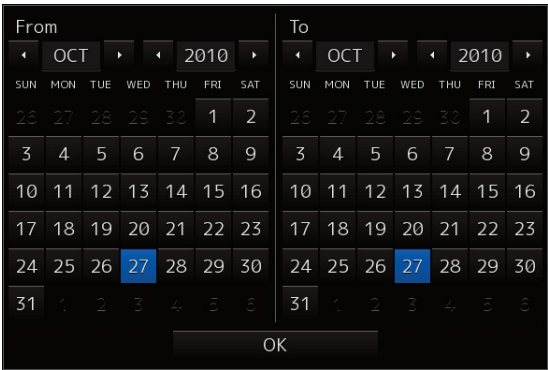 From
OCT 2010
SUN MON TUE WED THU FRI SAT
26 27 28 29 30 1 2
3 4 5 6 7 8 9
10 11 12 13 14 15 16
17 18 19 20 21 22 23
24 25 26 27 28 29 30
31 1 2 3 4 5 6
To
OCT 2010
SUN MON TUE WED THU FRI SAT
26 27 28 29 30 1 2
3 4 5 6 7 8 9
10 11 12 13 14 15 16
17 18 19 20 21 22 23
24 25 26 27 28 29 30
31 1 2 3 4 5 6
OK